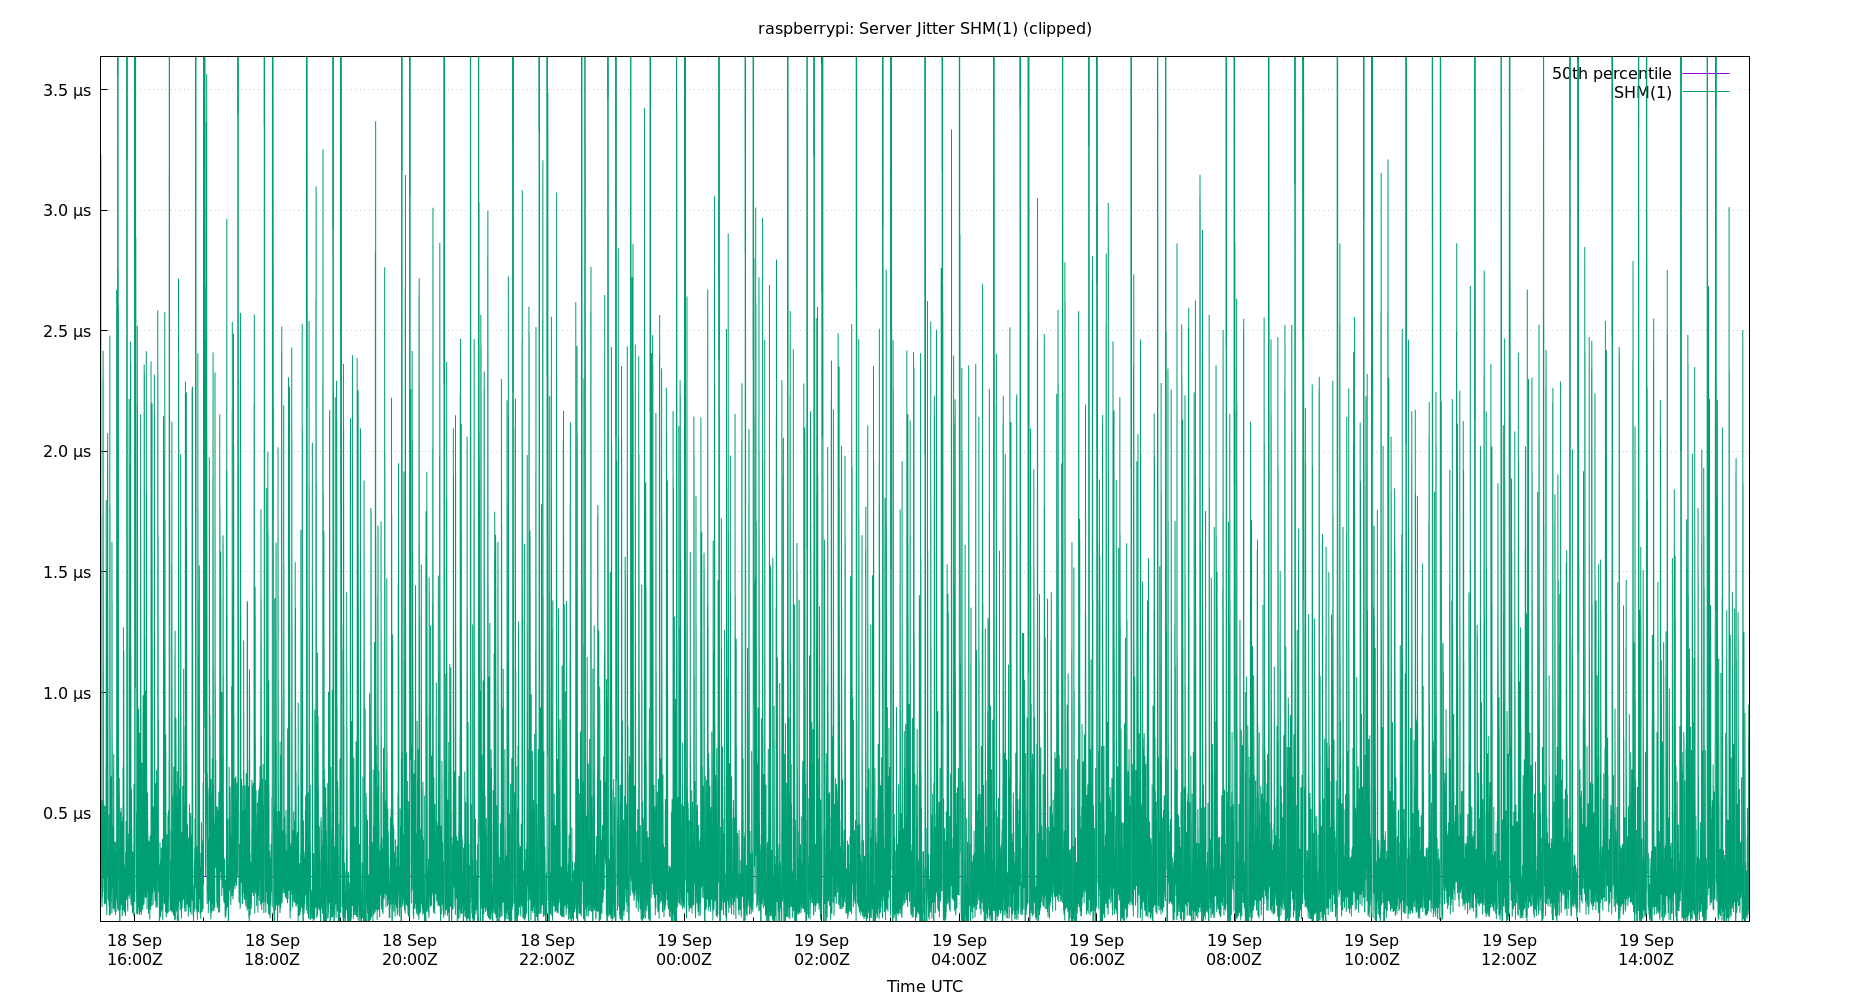 raspberrypi: Server Jitter SHM(1) (clipped)
50th percentile
SHM(1)
3.5 µs
3.0 µs
2.5 µs
2.0 µs
1.5 µs
1.0 µs
0.5 µs
18 Sep 18 Sep 18 Sep 18 Sep 19 Sep 19 Sep 19 Sep 19 Sep 19 Sep 19 Sep 19 Sep 19 Sep
16:00Z 18:00Z 20:00Z 22:00Z 00:00Z 02:00Z 04:00Z 06:00Z 08:00Z 10:00Z 12:00Z 14:00Z
Time UTC